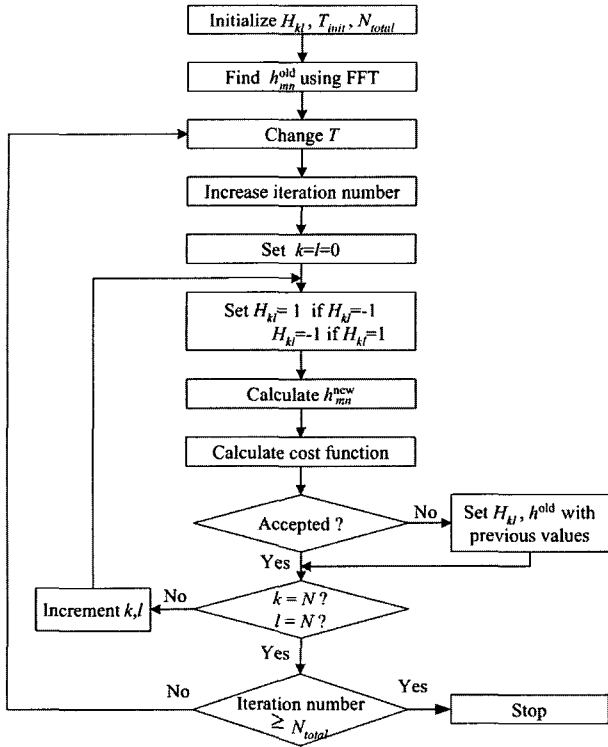 Initialize H_kl, T_init, N_total
Find h_mn^old using FFT
Change T
Increase iteration number
Set k=l=0
Set H_kl= 1 if H_kl=-1
H_kl=-1 if H_kl=1
Calculate h_mn^new
Calculate cost function
Accepted ?
No
Set H_kl, h^old with
previous values
Yes
k = N ?
l = N ?
No
Increment k,l
Yes
Iteration number
≥ N_total
No
Yes
Stop